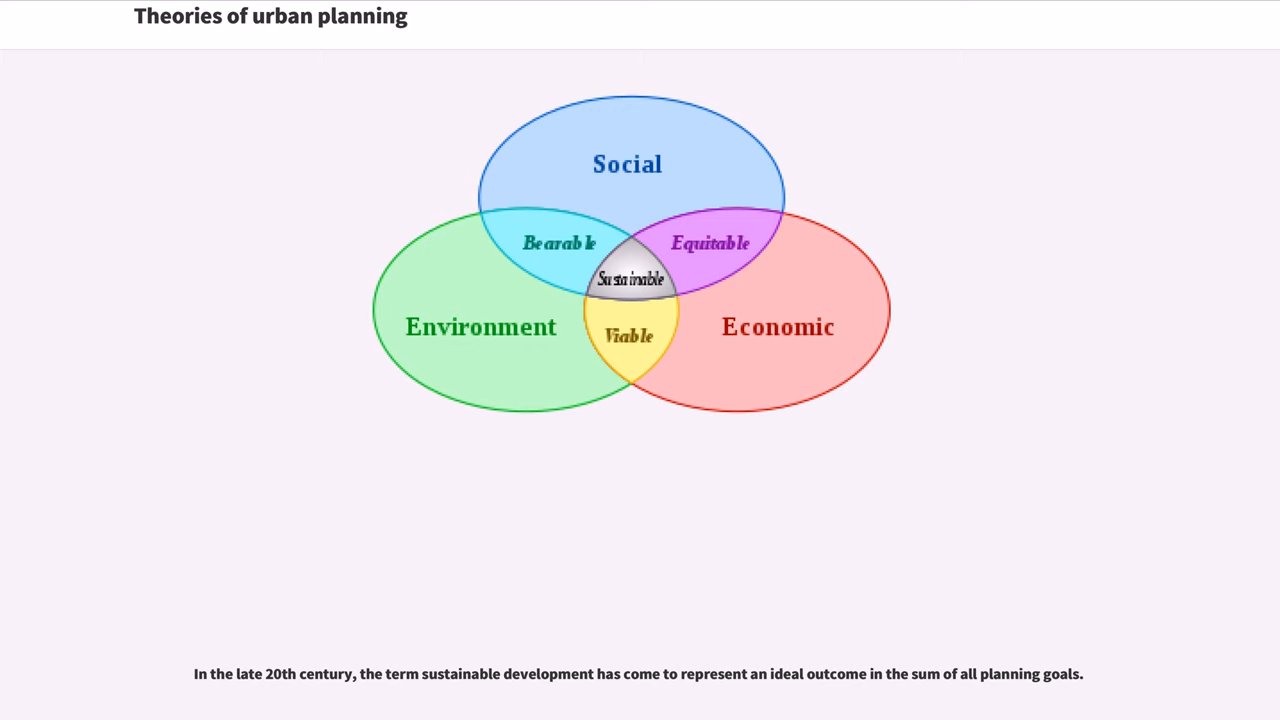 Theories of urban planning
Social
Bearable
Equitable
Sustainable
Environment
Economic
Viable
In the late 20th century, the term sustainable development has come to represent an ideal outcome in the sum of all planning goals.